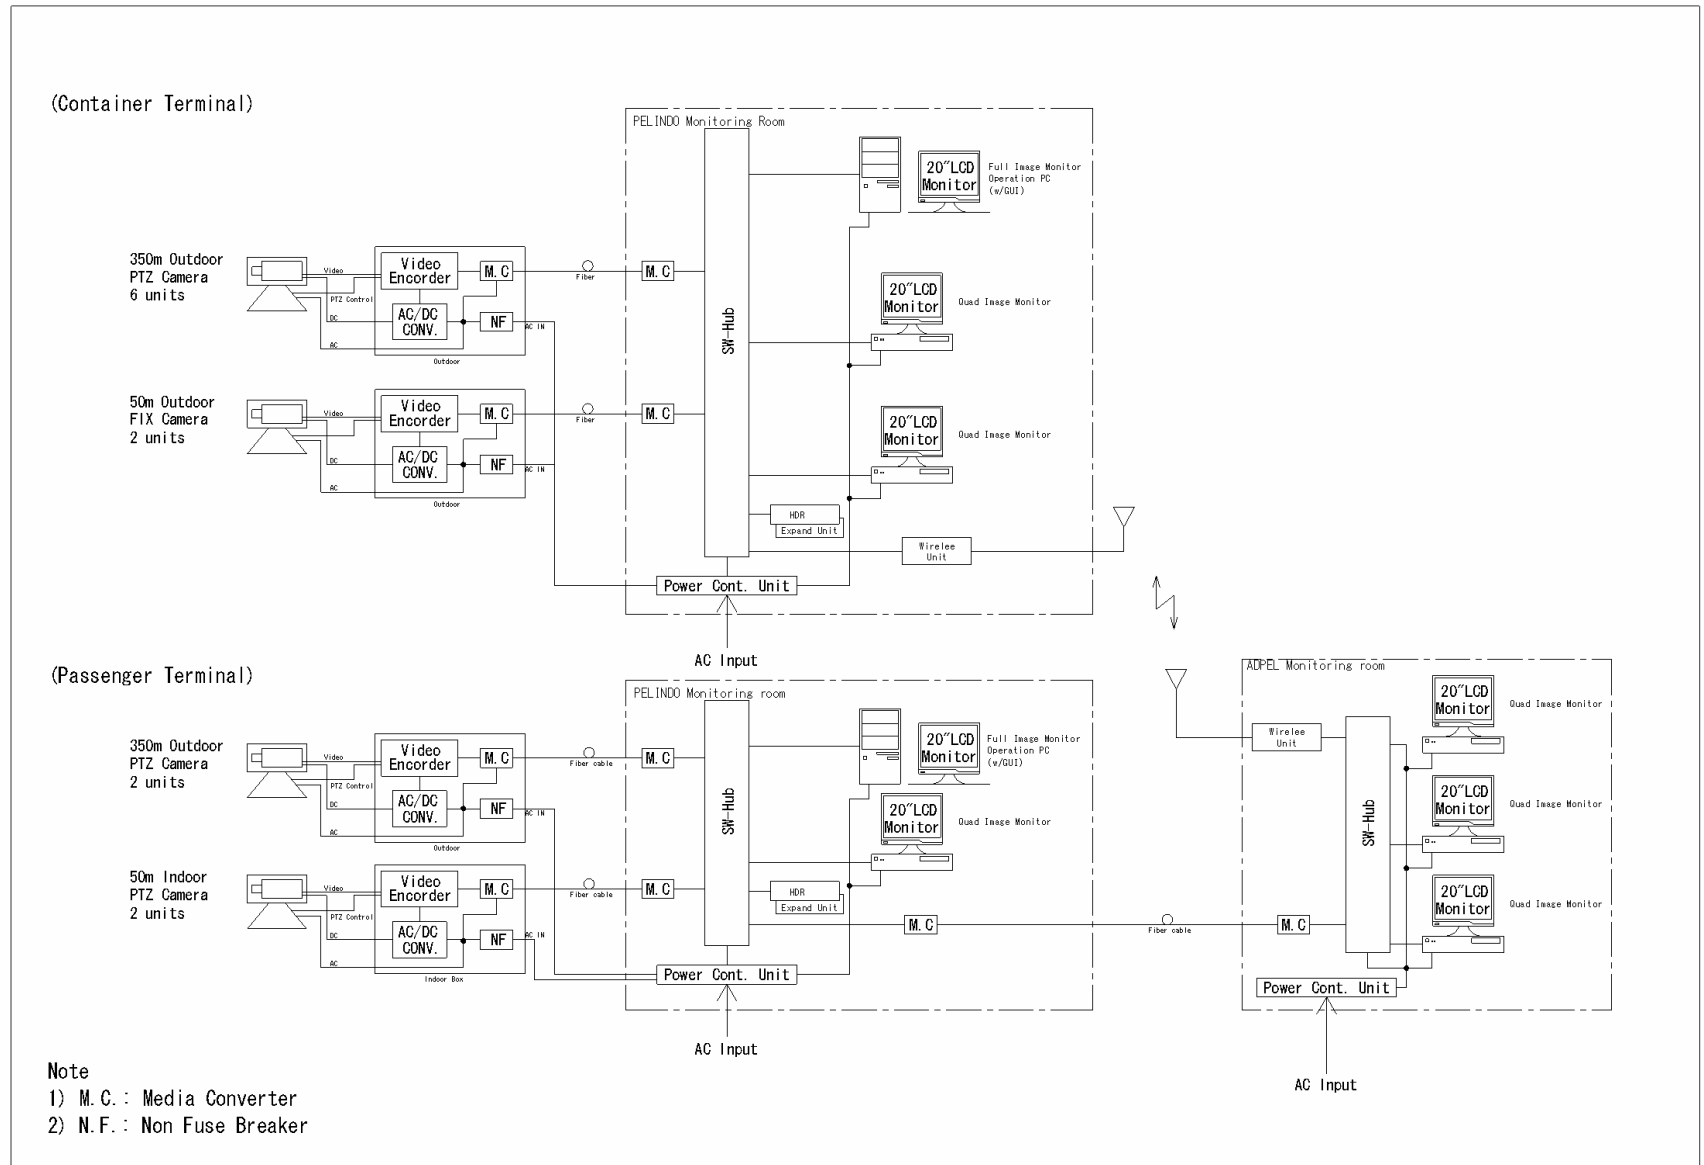 (Container Terminal)
PELINDO Monitoring Room
20"LCD
Monitor
Full Image Monitor
Operation PC
(w/GUI)
350m Outdoor
PTZ Camera
6 units
Video
PTZ Control
DC
AC
Video
Encorder
M.C
AC/DC
CONV.
NF
AC IN
Outdoor
Fiber
M.C
SW-Hub
20"LCD
Monitor
Quad Image Monitor
50m Outdoor
FIX Camera
2 units
Video
DC
AC
Video
Encorder
M.C
AC/DC
CONV.
NF
AC IN
Outdoor
Fiber
M.C
20"LCD
Monitor
Quad Image Monitor
HDR
Expand Unit
Wirelee
Unit
Power Cont. Unit
AC Input
(Passenger Terminal)
PELINDO Monitoring room
350m Outdoor
PTZ Camera
2 units
Video
PTZ Control
DC
AC
Video
Encorder
M.C
AC/DC
CONV.
NF
AC IN
Outdoor
Fiber cable
M.C
SW-Hub
20"LCD
Monitor
Full Image Monitor
Operation PC
(w/GUI)
20"LCD
Monitor
Quad Image Monitor
50m Indoor
PTZ Camera
2 units
Video
PTZ Control
DC
AC
Video
Encorder
M.C
AC/DC
CONV.
NF
AC IN
Indoor Box
Fiber cable
M.C
HDR
Expand Unit
M.C
Fiber cable
Power Cont. Unit
AC Input
ADPEL Monitoring room
Wirelee
Unit
SW-Hub
20"LCD
Monitor
Quad Image Monitor
20"LCD
Monitor
Quad Image Monitor
20"LCD
Monitor
Quad Image Monitor
M.C
Power Cont. Unit
AC Input
Note
1) M.C.: Media Converter
2) N.F.: Non Fuse Breaker